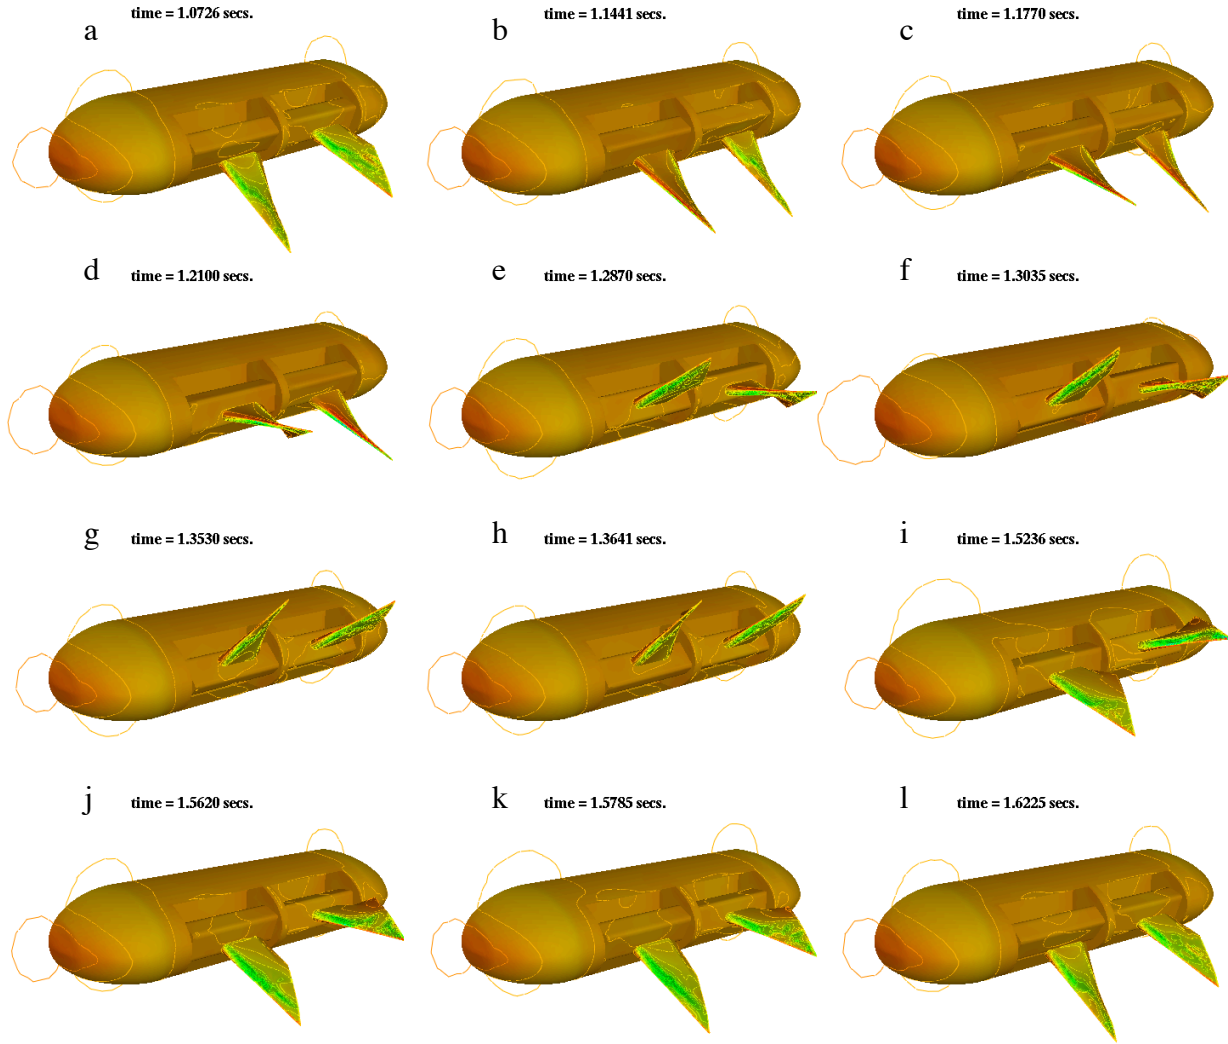 a time = 1.0726 secs.
b time = 1.1441 secs.
c time = 1.1770 secs.
d time = 1.2100 secs.
e time = 1.2870 secs.
f time = 1.3035 secs.
g time = 1.3530 secs.
h time = 1.3641 secs.
i time = 1.5236 secs.
j time = 1.5620 secs.
k time = 1.5785 secs.
l time = 1.6225 secs.